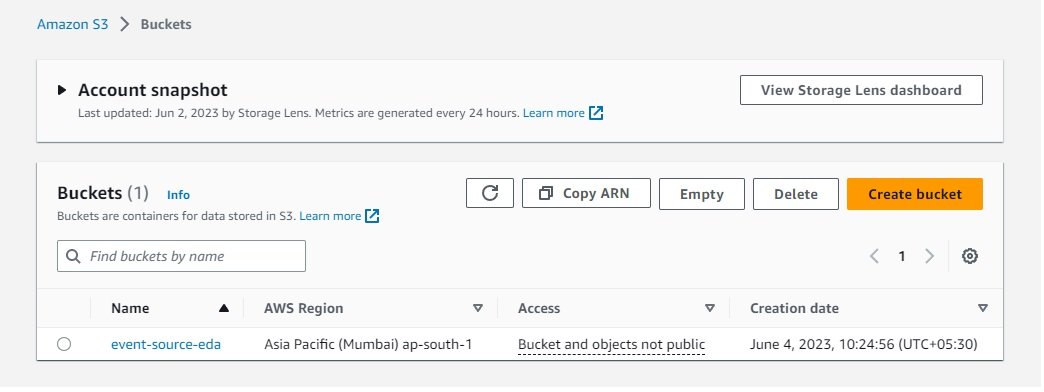 Amazon S3 > Buckets
Account snapshot
View Storage Lens dashboard
Last updated: Jun 2, 2023 by Storage Lens. Metrics are generated every 24 hours. Learn more
Buckets (1) Info
Copy ARN Empty Delete Create bucket
Buckets are containers for data stored in S3. Learn more
Find buckets by name
1
Name AWS Region Access Creation date
event-source-eda Asia Pacific (Mumbai) ap-south-1 Bucket and objects not public June 4, 2023, 10:24:56 (UTC+05:30)